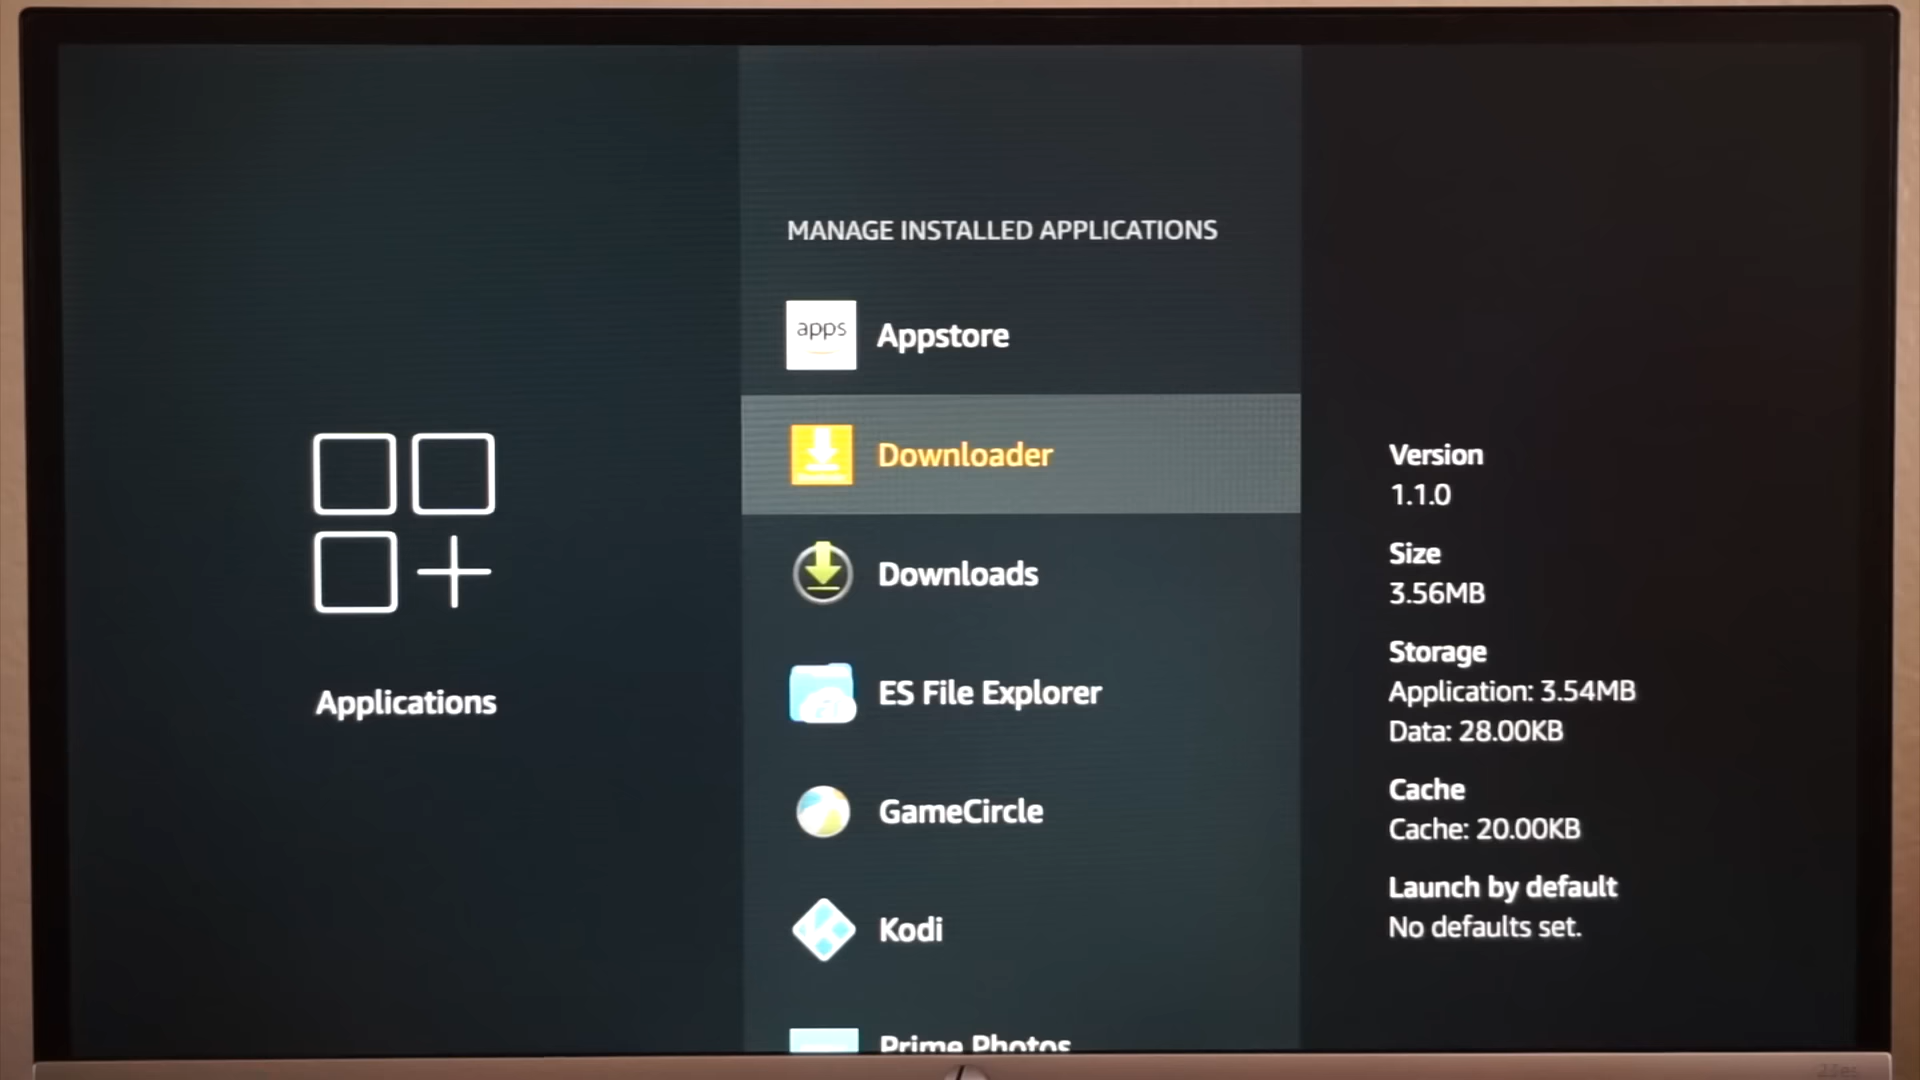 MANAGE INSTALLED APPLICATIONS
apps
Appstore
Downloader
Downloads
ES File Explorer
GameCircle
Kodi
Prime Photos
Applications
Version
1.1.0
Size
3.56MB
Storage
Application: 3.54MB
Data: 28.00KB
Cache
Cache: 20.00KB
Launch by default
No defaults set.